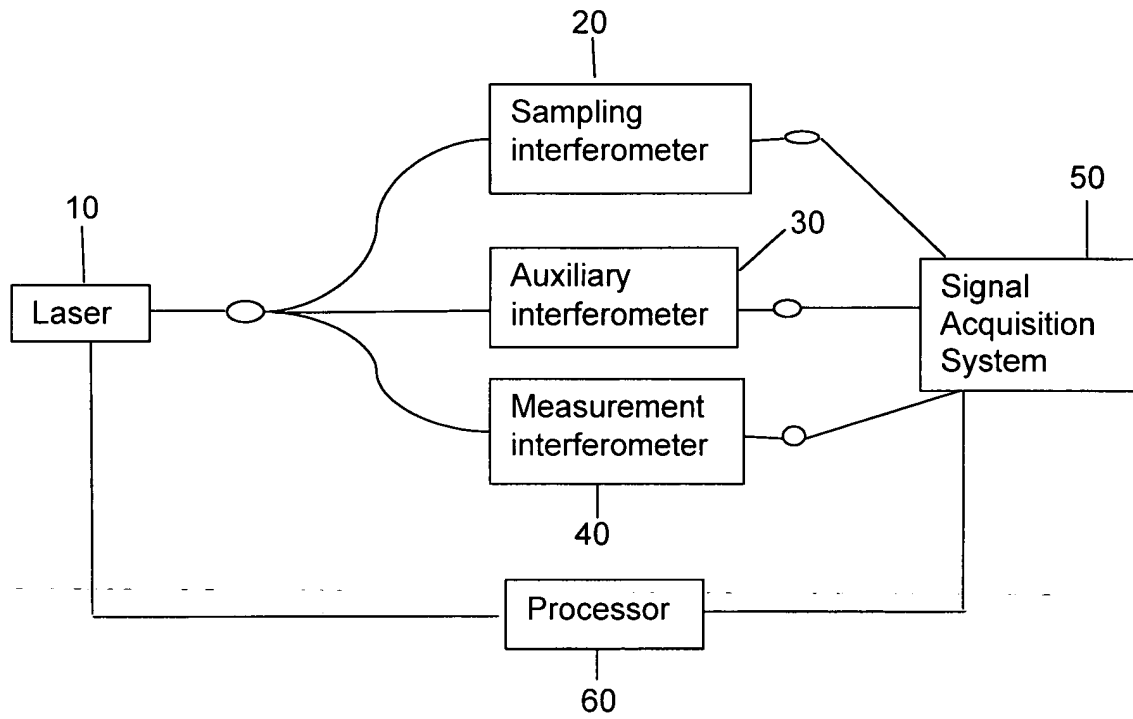 20
Sampling
interferometer
50
10
30
Laser
Auxiliary
interferometer
Signal
Acquisition
System
Measurement
interferometer
40
Processor
60